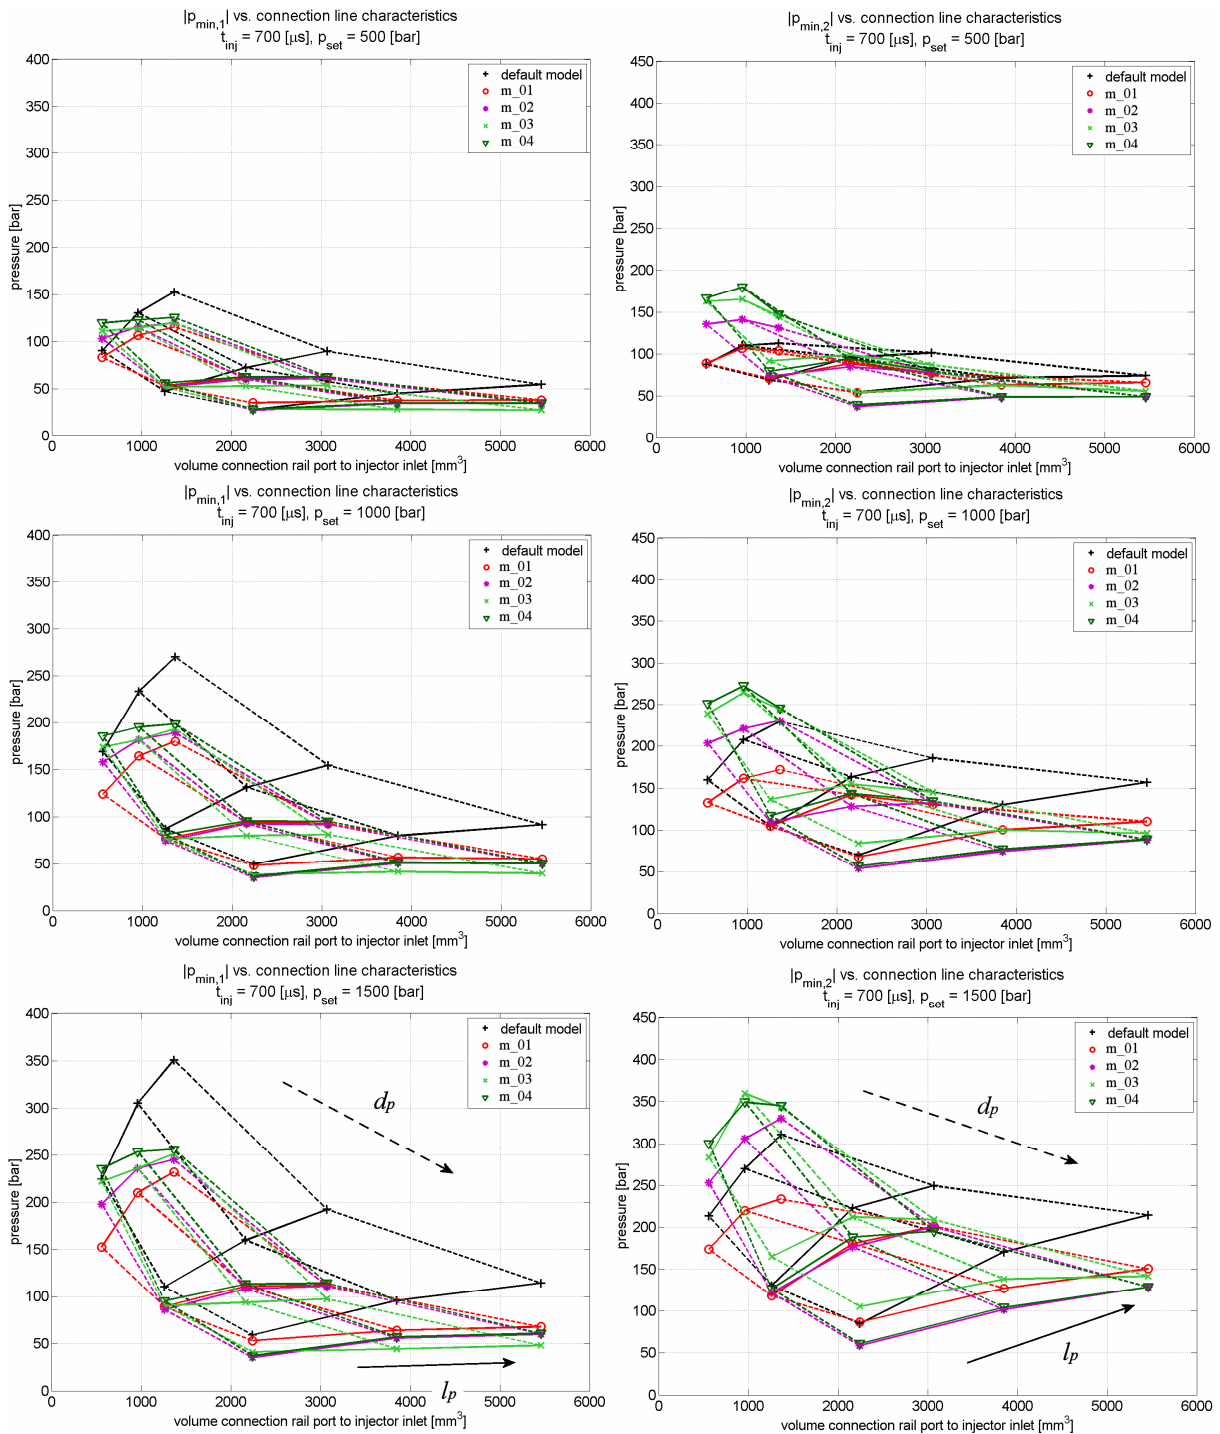 |pmin,1| vs. connection line characteristics
tinj = 700 [μs], pset = 500 [bar]
400
350
300
250
200
150
100
50
0
pressure [bar]
default model
m_01
m_02
m_03
m_04
0 1000 2000 3000 4000 5000 6000
volume connection rail port to injector inlet [mm3]
|pmin,2| vs. connection line characteristics
tinj = 700 [μs], pset = 500 [bar]
450
400
350
300
250
200
150
100
50
0
pressure [bar]
default model
m_01
m_02
m_03
m_04
0 1000 2000 3000 4000 5000 6000
volume connection rail port to injector inlet [mm3]
|pmin,1| vs. connection line characteristics
tinj = 700 [μs], pset = 1000 [bar]
400
350
300
250
200
150
100
50
0
pressure [bar]
default model
m_01
m_02
m_03
m_04
0 1000 2000 3000 4000 5000 6000
volume connection rail port to injector inlet [mm3]
|pmin,2| vs. connection line characteristics
tinj = 700 [μs], pset = 1000 [bar]
450
400
350
300
250
200
150
100
50
0
pressure [bar]
default model
m_01
m_02
m_03
m_04
0 1000 2000 3000 4000 5000 6000
volume connection rail port to injector inlet [mm3]
|pmin,1| vs. connection line characteristics
tinj = 700 [μs], pset = 1500 [bar]
400
350
300
250
200
150
100
50
0
pressure [bar]
default model
m_01
m_02
m_03
m_04
dp
lp
0 1000 2000 3000 4000 5000 6000
volume connection rail port to injector inlet [mm3]
|pmin,2| vs. connection line characteristics
tinj = 700 [μs], pset = 1500 [bar]
450
400
350
300
250
200
150
100
50
0
pressure [bar]
default model
m_01
m_02
m_03
m_04
dp
lp
0 1000 2000 3000 4000 5000 6000
volume connection rail port to injector inlet [mm3]